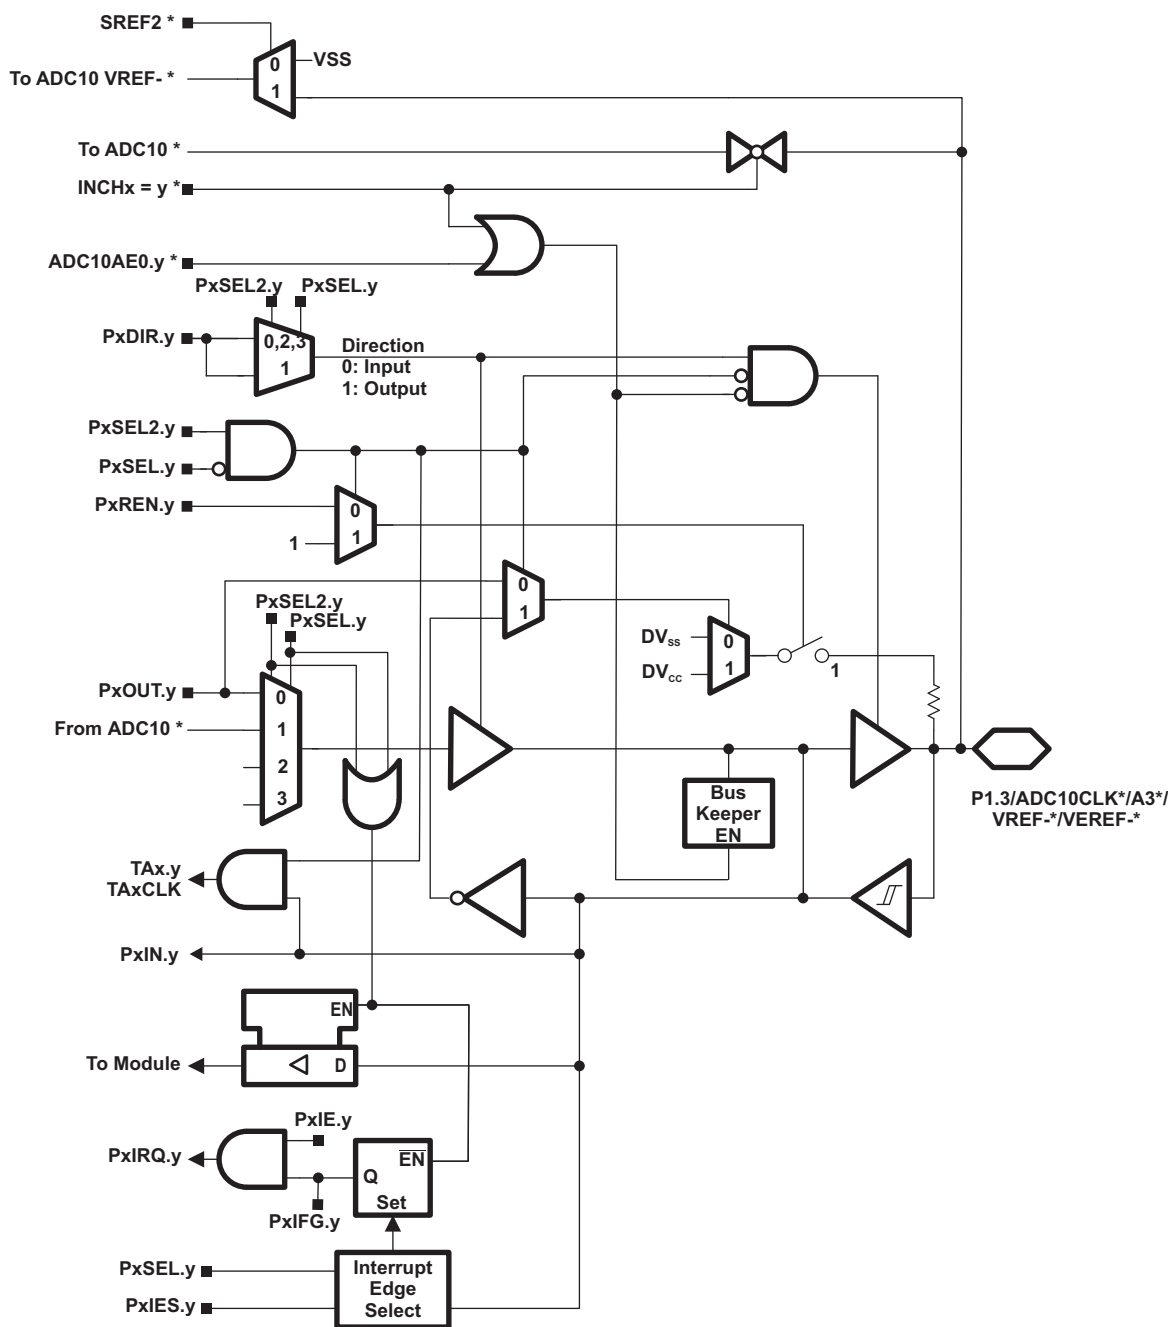 SREF2 *
VSS
0
To ADC10 VREF- *
1
To ADC10 *
INCHx = y *
ADC10AE0.y *
PxSEL2.y
PxSEL.y
PxDIR.y
0,2,3
1
Direction
0: Input
1: Output
PxSEL2.y
PxSEL.y
PxREN.y
0
1
1
0
1
PxSEL2.y
PxSEL.y
DVSS
0
DVCC
1
1
PxOUT.y
0
From ADC10 *
1
2
3
Bus
Keeper
EN
P1.3/ADC10CLK*/A3*/
VREF-*/VEREF-*
TAx.y
TAxCLK
PxIN.y
EN
To Module
D
PxIE.y
PxIRQ.y
EN
Q
Set
PxIFG.y
PxSEL.y
PxIES.y
Interrupt
Edge
Select